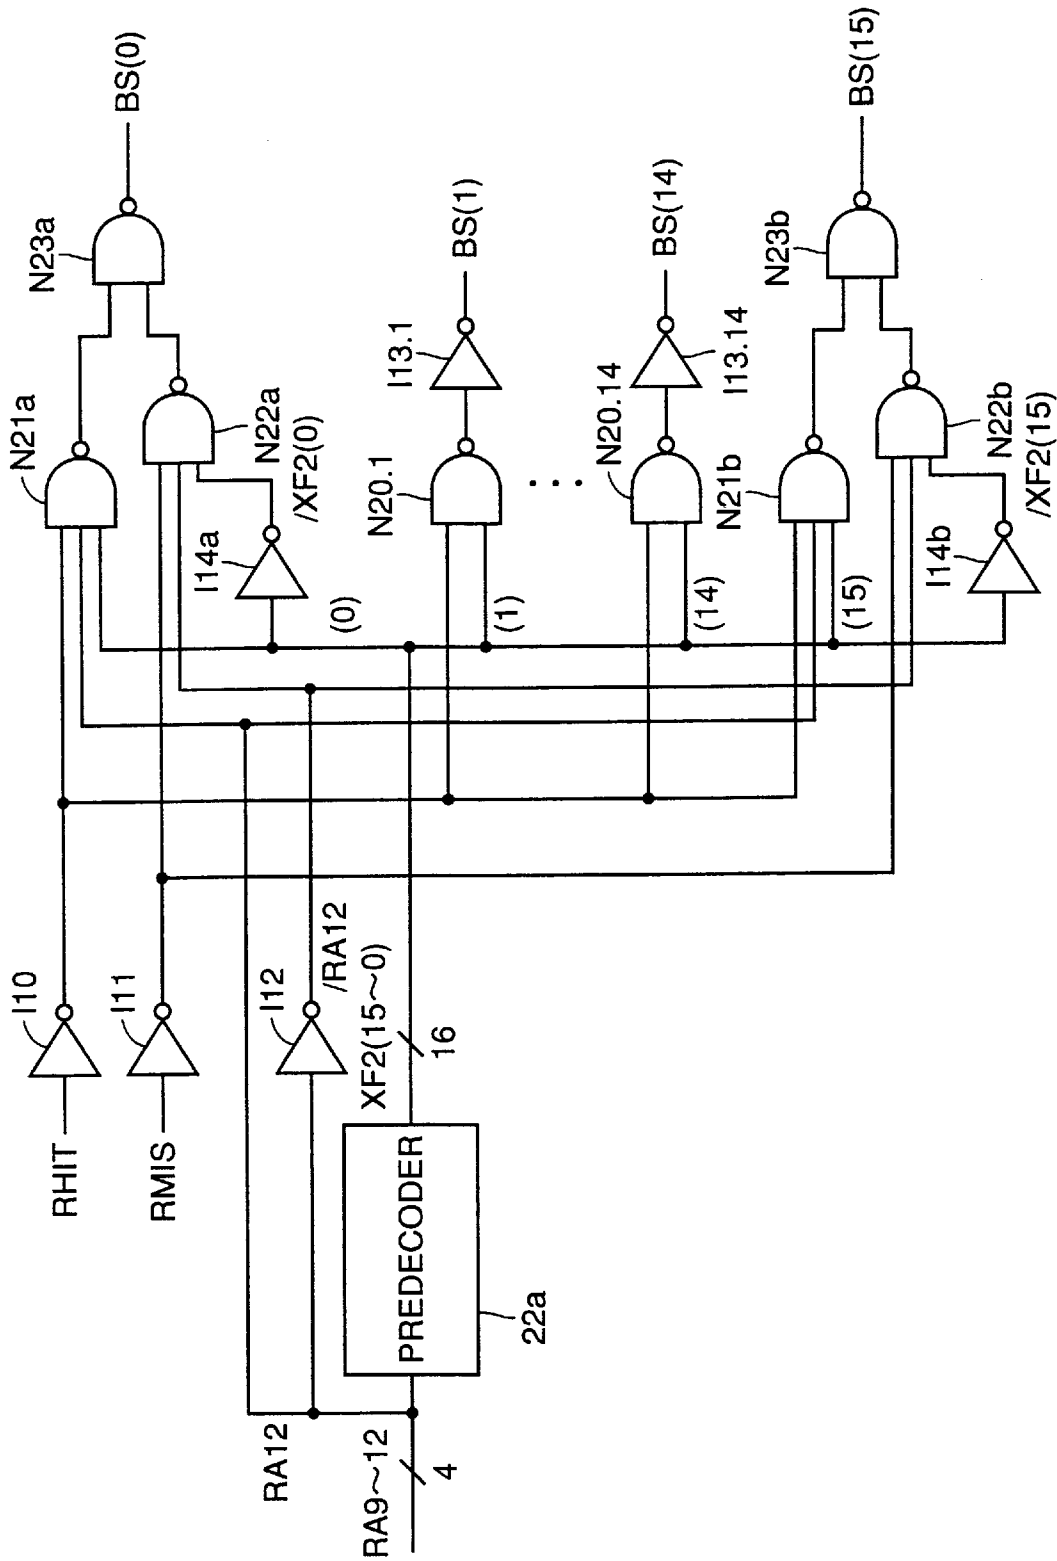 RHIT
I10
RMIS
I11
I12
/RA12
RA12
RA9~12
4
PREDECODER
22a
XF2(15~0)
16
N21a
N23a
BS(0)
N22a
/XF2(0)
I14a
(0)
N20.1
I13.1
BS(1)
(1)
...
N20.14
I13.14
BS(14)
(14)
N21b
N23b
BS(15)
(15)
N22b
/XF2(15)
I14b